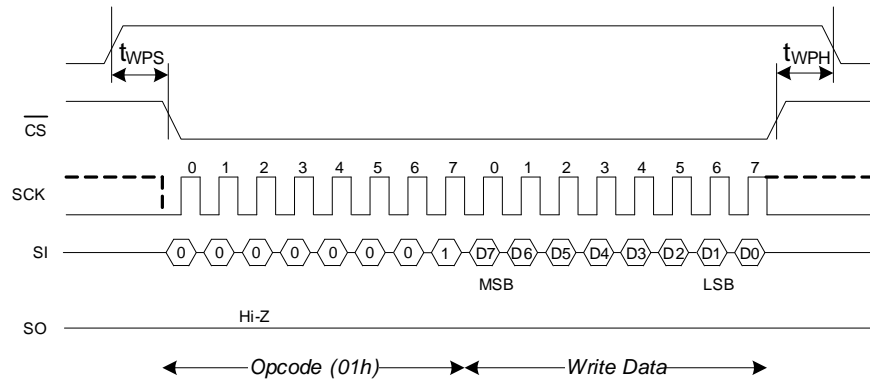 tWPS
tWPH
CS
0 1 2 3 4 5 6 7 0 1 2 3 4 5 6 7
SCK
SI 0 0 0 0 0 0 0 1 D7 D6 D5 D4 D3 D2 D1 D0
MSB LSB
Hi-Z
SO
Opcode (01h) Write Data